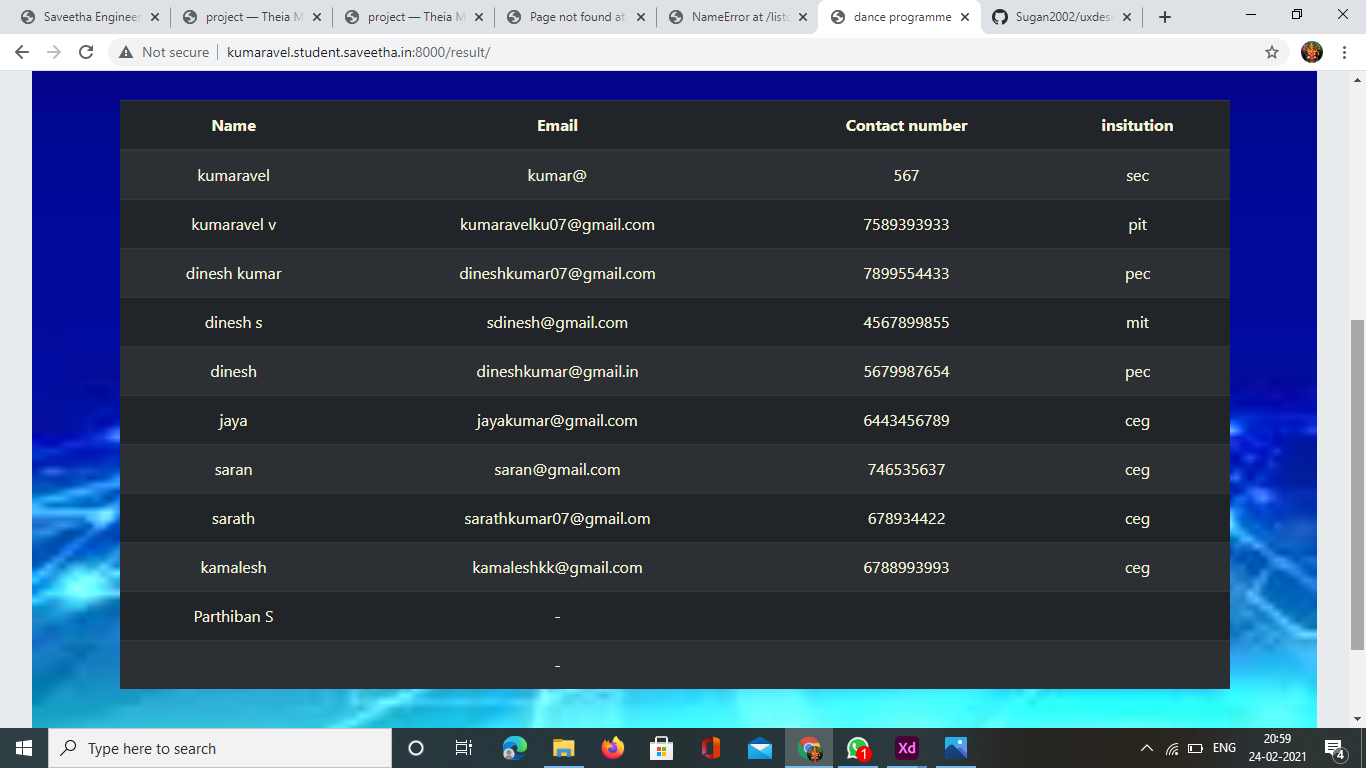 Saveetha Engineer
project — Theia M
project — Theia M
Page not found at
NameError at /listo
dance programme
Sugan2002/uxdes
Not secure kumaravel.student.saveetha.in:8000/result/
Name Email Contact number insitution
kumaravel kumar@ 567 sec
kumaravel v kumaravelku07@gmail.com 7589393933 pit
dinesh kumar dineshkumar07@gmail.com 7899554433 pec
dinesh s sdinesh@gmail.com 4567899855 mit
dinesh dineshkumar@gmail.in 5679987654 pec
jaya jayakumar@gmail.com 6443456789 ceg
saran saran@gmail.com 746535637 ceg
sarath sarathkumar07@gmail.om 678934422 ceg
kamalesh kamaleshkk@gmail.com 6788993993 ceg
Parthiban S -
-
Type here to search
1
Xd
ENG
20:59
24-02-2021
4